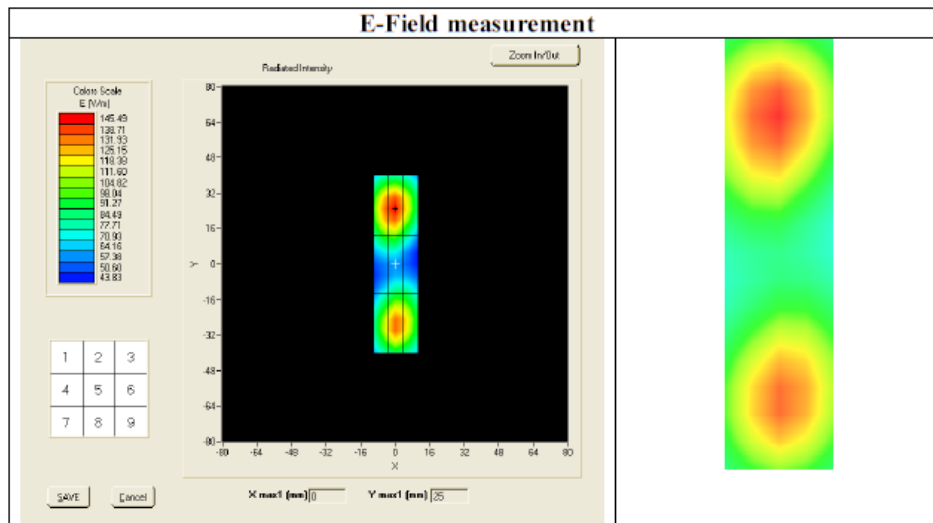 E-Field measurement
Zoom In/Out
Radiated Intensity
Colors Scale
E [V/m]
145.49
138.71
131.93
125.15
118.38
111.60
104.82
98.04
91.27
84.49
77.71
70.93
64.16
57.38
50.60
43.83
80
64
48
32
16
0
-16
-32
-48
-64
-80
Y
-80 -64 -48 -32 -16 0 16 32 48 64 80
X
1 2 3
4 5 6
7 8 9
SAVE Cancel X max1 (mm) 0 Y max1 (mm) 25